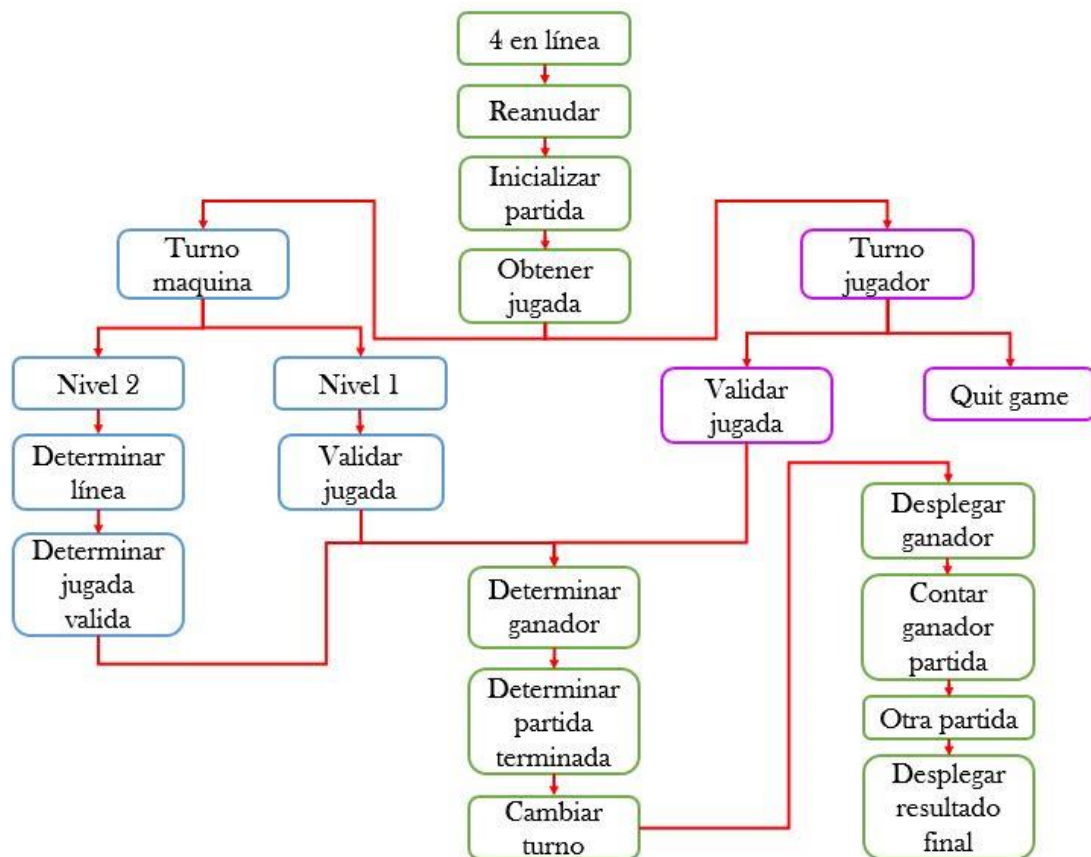 4 en línea
Reanudar
Inicializar
partida
Obtener
jugada
Turno
maquina
Nivel 2
Determinar
línea
Determinar
jugada
valida
Nivel 1
Validar
jugada
Turno
jugador
Validar
jugada
Quit game
Determinar
ganador
Determinar
partida
terminada
Cambiar
turno
Desplegar
ganador
Contar
ganador
partida
Otra partida
Desplegar
resultado
final